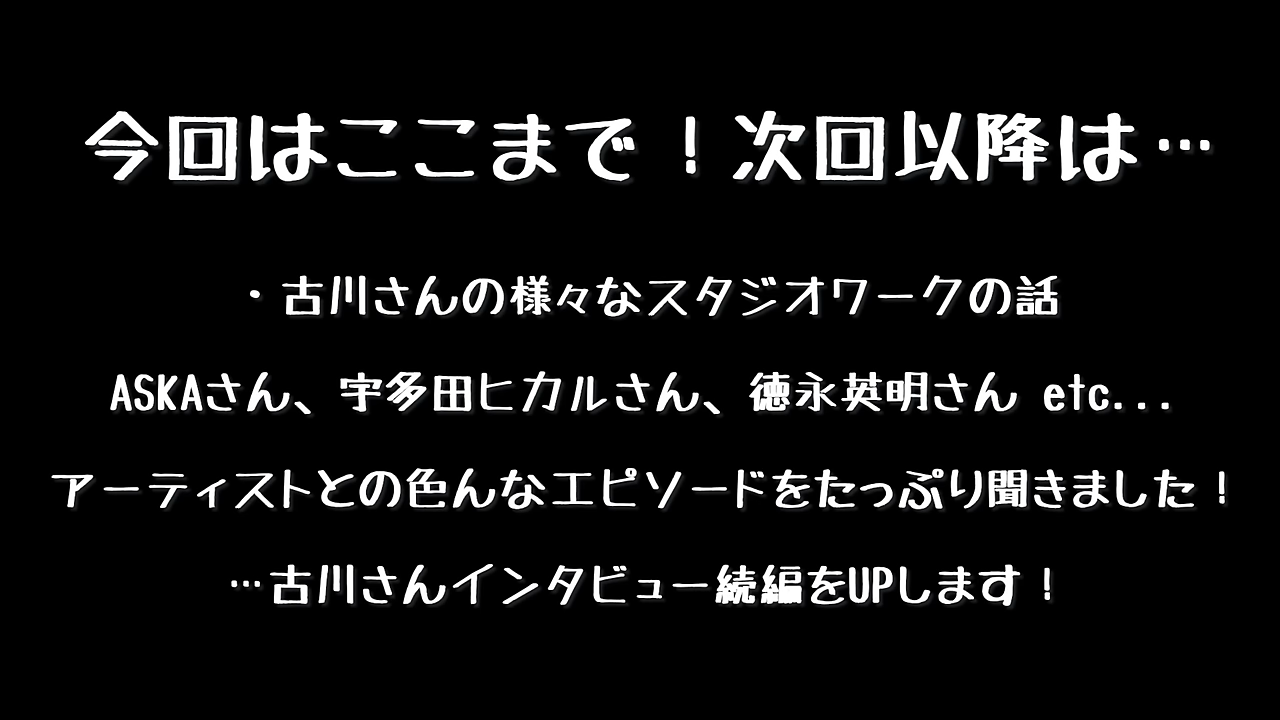 今回はここまで！次回以降は…
・古川さんの様々なスタジオワークの話
ASKAさん、宇多田ヒカルさん、徳永英明さん etc...
アーティストとの色んなエピソードをたっぷり聞きました！
…古川さんインタビュー続編をUPします！